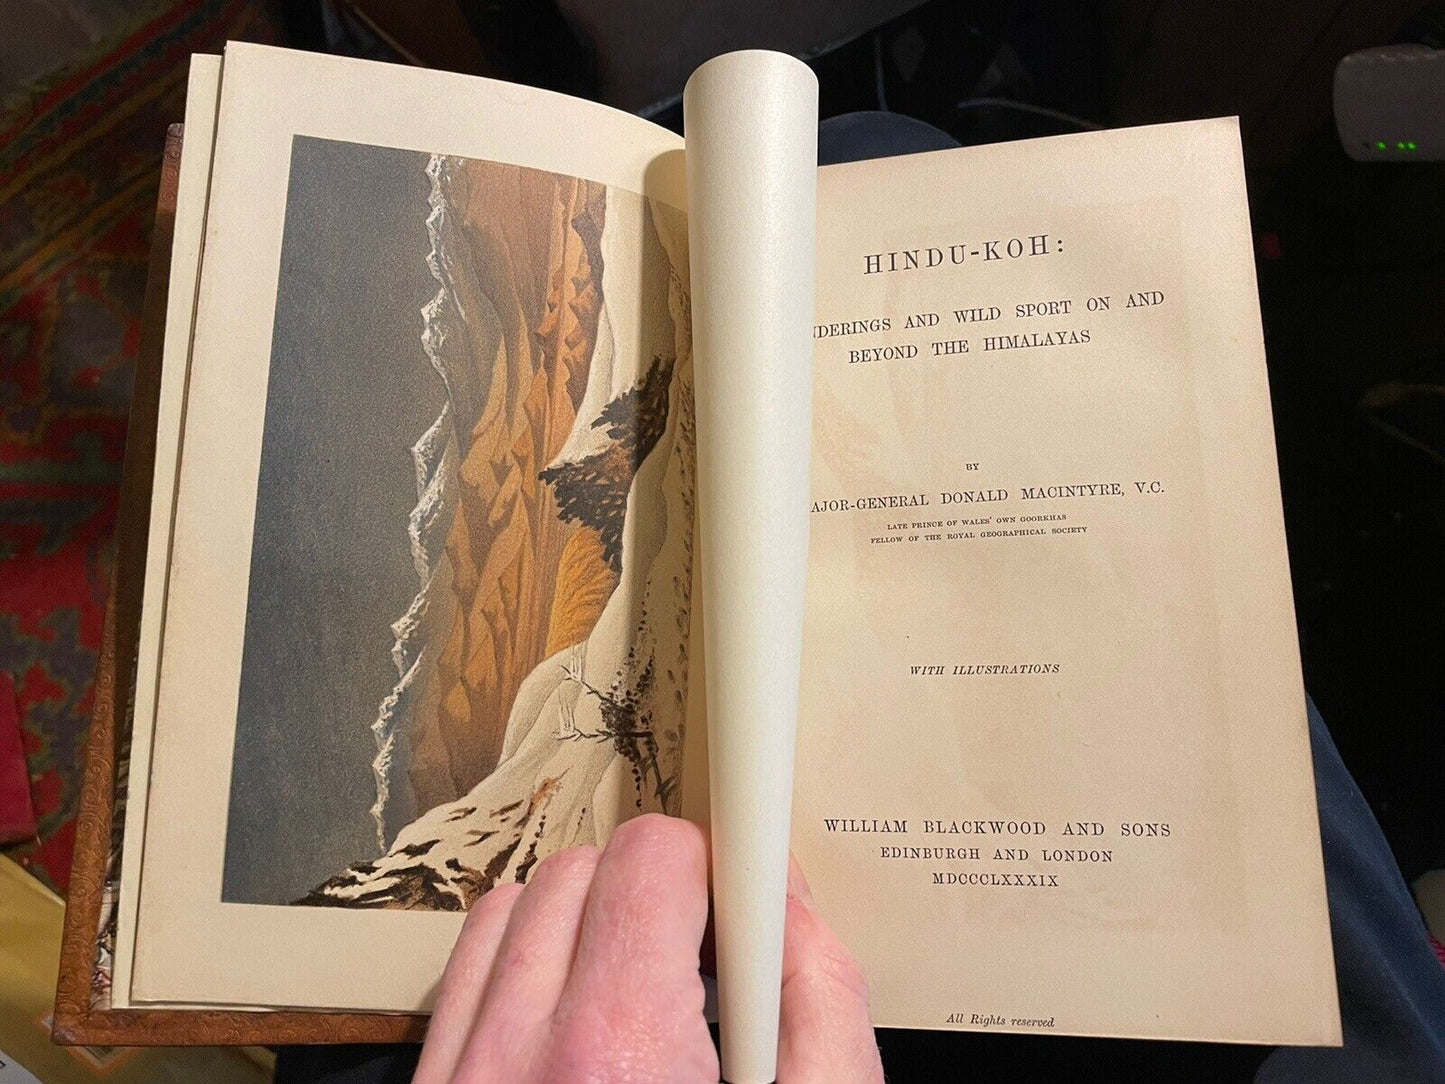 HINDU-KOH:
NDERINGS AND WILD SPORT ON AND
BEYOND THE HIMALAYAS
BY
AJOR-GENERAL DONALD MACINTYRE, V.C.
LATE PRINCE OF WALES' OWN GOORKHAS
FELLOW OF THE ROYAL GEOGRAPHICAL SOCIETY
WITH ILLUSTRATIONS
WILLIAM BLACKWOOD AND SONS
EDINBURGH AND LONDON
MDCCCLXXXIX
All Rights reserved